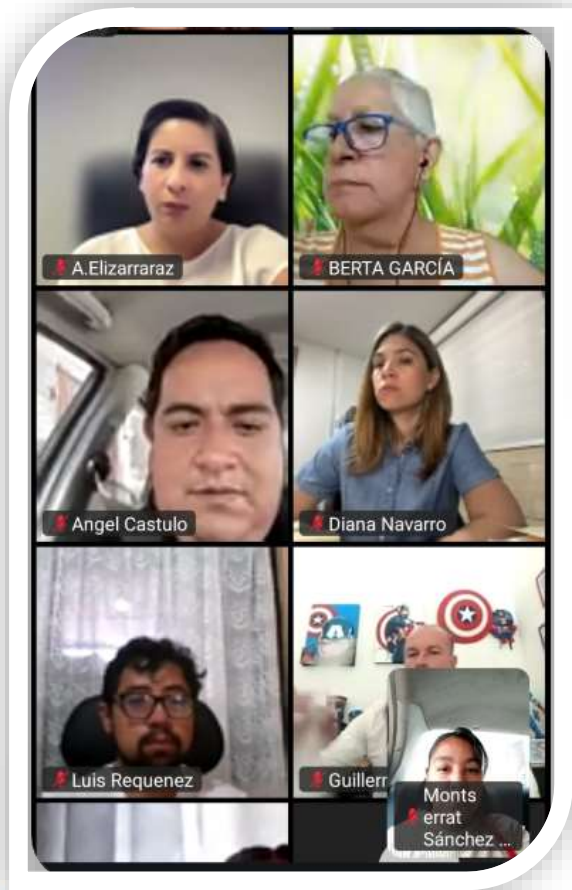 A.Elizarraraz
BERTA GARCÍA
Angel Castulo
Diana Navarro
Luis Requenez
Guillerr
Monts
errat
Sánchez ...